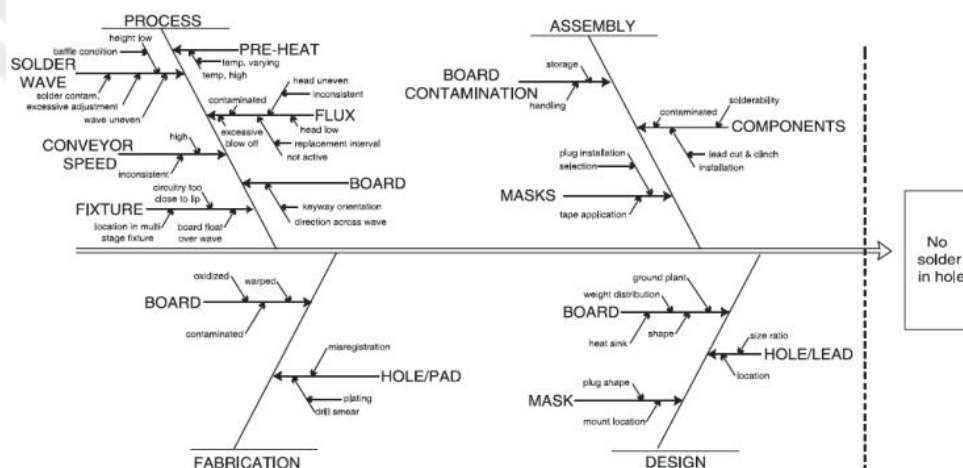 PROCESS
height low
baffle condition
SOLDER
WAVE
solder contam.
excessive adjustment
wave uneven
PRE-HEAT
temp. varying
temp. high
head uneven
inconsistent
contaminated
FLUX
excessive
blow off
head low
replacement interval
not active
CONVEYOR
SPEED
high
inconsistent
BOARD
keyway orientation
direction across wave
circuitry too
close to lip
FIXTURE
location in multi
stage fixture
board float
over wave
ASSEMBLY
storage
BOARD
CONTAMINATION
handling
solderability
contaminated
COMPONENTS
lead cut & clinch
installation
plug installation
selection
MASKS
tape application
No
solder
in hole
oxidized
warped
BOARD
contaminated
misregistration
HOLE/PAD
plating
drill smear
FABRICATION
ground plant
weight distribution
BOARD
heat sink
shape
size ratio
HOLE/LEAD
location
plug shape
MASK
mount location
DESIGN